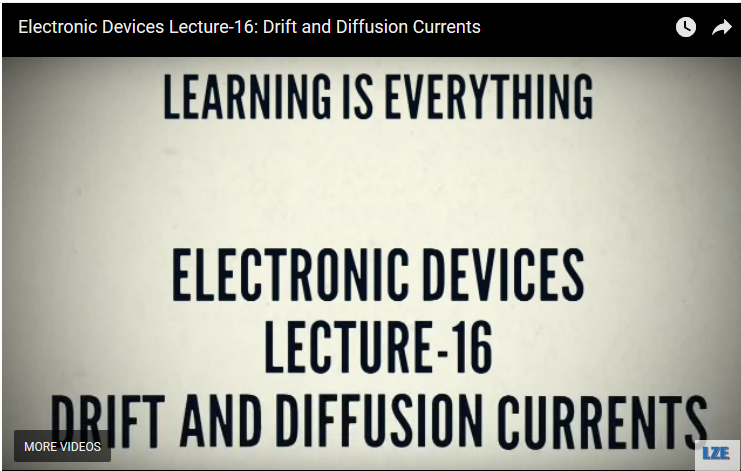 Electronic Devices Lecture-16: Drift and Diffusion Currents
LEARNING IS EVERYTHING
ELECTRONIC DEVICES
LECTURE-16
DRIFT AND DIFFUSION CURRENTS
MORE VIDEOS
LZE